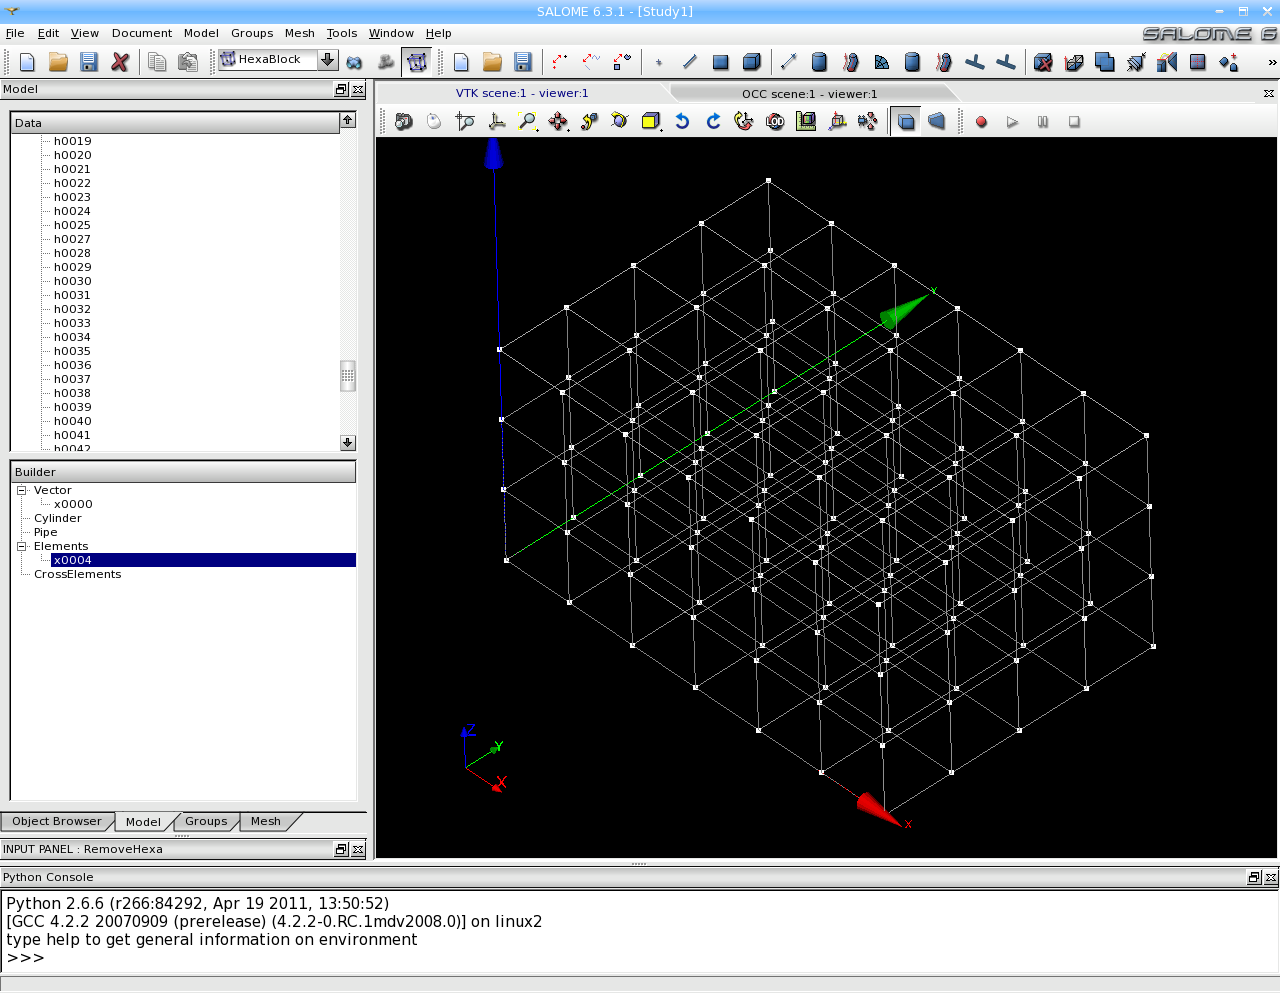 SALOME 6.3.1 - [Study1]
File Edit View Document Model Groups Mesh Tools Window Help
SALOME 6
HexaBlock
»
Model
VTK scene:1 - viewer:1
OCC scene:1 - viewer:1
LOD
Data
h0019
h0020
h0021
h0022
h0023
h0024
h0025
h0027
h0028
h0029
h0030
h0031
h0032
h0033
h0034
h0035
h0036
h0037
h0038
h0039
h0040
h0041
h0042
Y
Builder
Vector
x0000
Cylinder
Pipe
Elements
x0004
CrossElements
Z
Y
X
X
Object Browser
Model
Groups
Mesh
INPUT PANEL : RemoveHexa
Python Console
Python 2.6.6 (r266:84292, Apr 19 2011, 13:50:52)
[GCC 4.2.2 20070909 (prerelease) (4.2.2-0.RC.1mdv2008.0)] on linux2
type help to get general information on environment
>>>